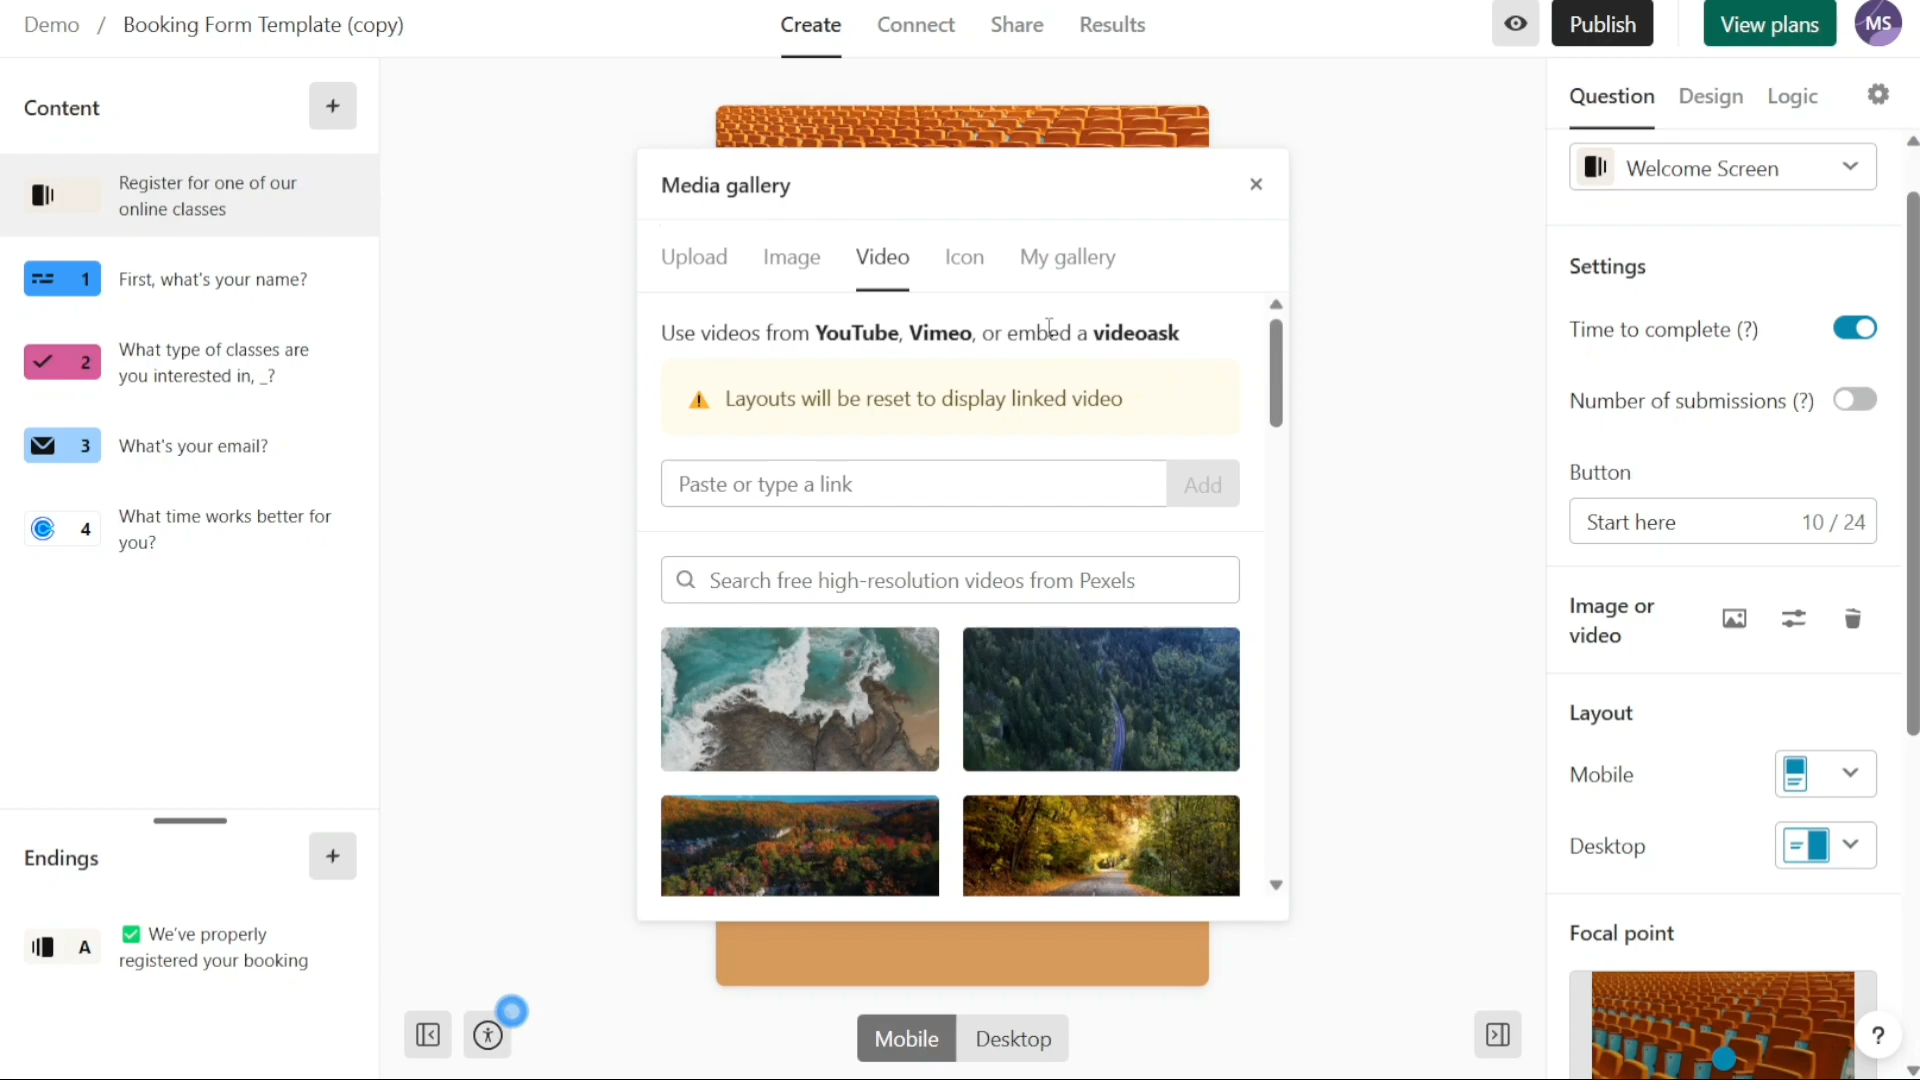 Demo / Booking Form Template (copy)
Create Connect Share Results
Publish
View plans
MS
Content
+
Register for one of our
online classes
1 First, what's your name?
2 What type of classes are
you interested in, _?
3 What's your email?
4 What time works better for
you?
Endings
+
A ✅ We've properly
registered your booking
Media gallery
Upload Image Video Icon My gallery
Use videos from YouTube, Vimeo, or embed a videoask
Layouts will be reset to display linked video
Paste or type a link Add
Search free high-resolution videos from Pexels
Mobile Desktop
Question Design Logic
Welcome Screen
Settings
Time to complete (?)
Number of submissions (?)
Button
Start here 10 / 24
Image or
video
Layout
Mobile
Desktop
Focal point
?